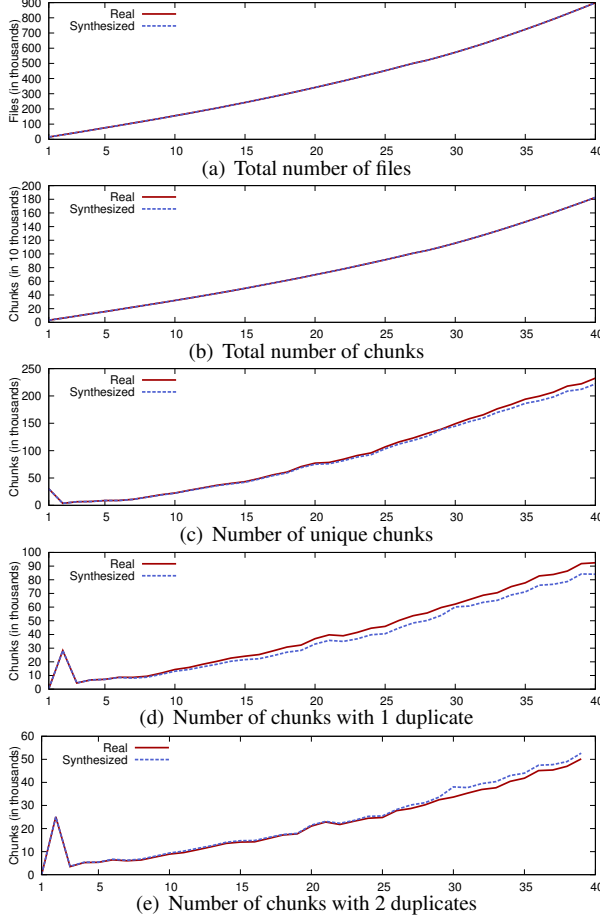 Files (in thousands)
900
800
700
600
500
400
300
200
100
0
Real
Synthesized
1 5 10 15 20 25 30 35 40
(a) Total number of files
Chunks (in 10 thousands)
200
180
160
140
120
100
80
60
40
20
0
Real
Synthesized
1 5 10 15 20 25 30 35 40
(b) Total number of chunks
Chunks (in thousands)
250
200
150
100
50
0
Real
Synthesized
1 5 10 15 20 25 30 35 40
(c) Number of unique chunks
Chunks (in thousands)
100
90
80
70
60
50
40
30
20
10
0
Real
Synthesized
1 5 10 15 20 25 30 35 40
(d) Number of chunks with 1 duplicate
Chunks (in thousands)
60
50
40
30
20
10
0
Real
Synthesized
1 5 10 15 20 25 30 35 40
(e) Number of chunks with 2 duplicates